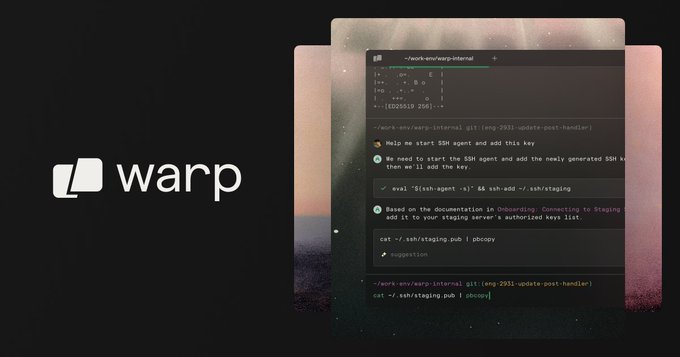 warp
~/work-env/warp-internal
|+ . .o=. E |
|=+. . .+. B o |
|=o . .+..= . |
| . +++. o |
+--[ED25519 256]--+
~/work-env/warp-internal git:(eng-2931-update-post-handler)
Help me start SSH agent and add this key
We need to start the SSH agent and add the newly generated SSH
then we'll add the key.
eval "$(ssh-agent -s)" && ssh-add ~/.ssh/staging
Based on the documentation in Onboarding: Connecting to Staging
add it to your staging server's authorized keys list.
cat ~/.ssh/staging.pub | pbcopy
suggestion
~/work-env/warp-internal git:(eng-2931-update-post-handler)
cat ~/.ssh/staging.pub | pbcopy